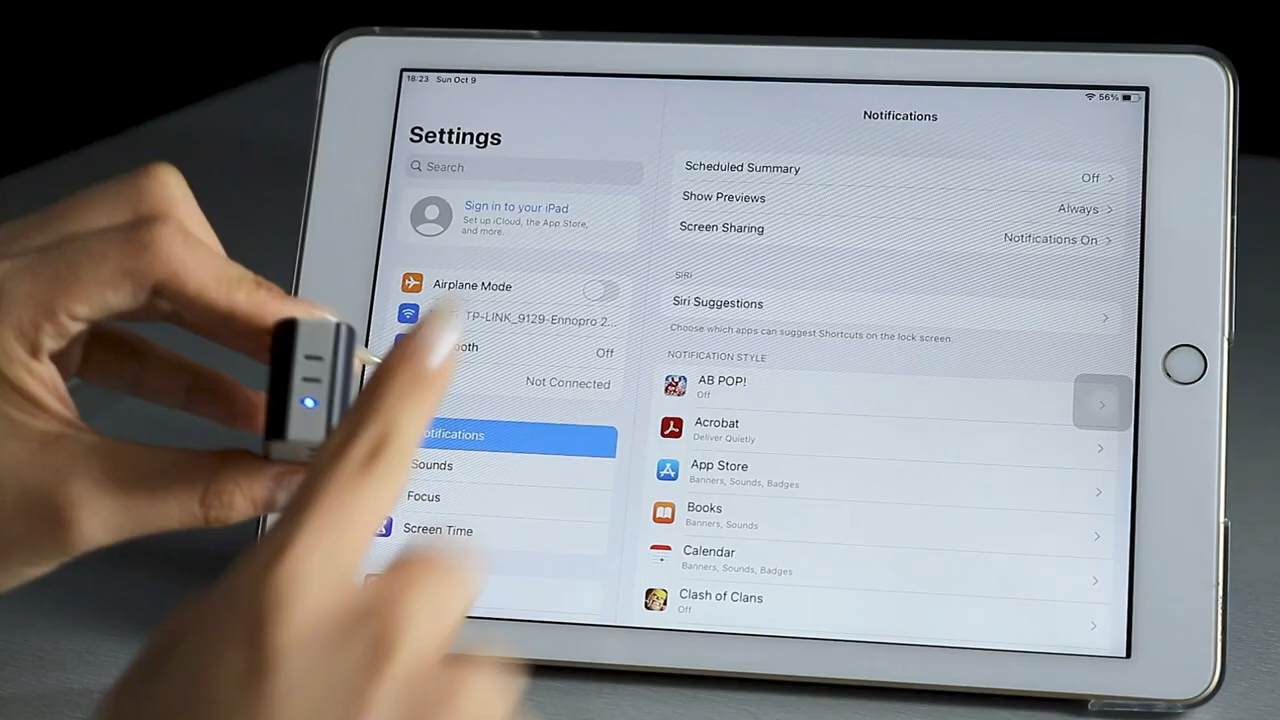 18:23 Sun Oct 9
56%
Settings
Search
Sign in to your iPad
Set up iCloud, the App Store,
and more.
Airplane Mode
TP-LINK_9129-Ennopro 2...
ooth Off
Not Connected
otifications
Sounds
Focus
Screen Time
Notifications
Scheduled Summary Off
Show Previews Always
Screen Sharing Notifications On
SIRI
Siri Suggestions
Choose which apps can suggest Shortcuts on the lock screen.
NOTIFICATION STYLE
AB POP!
Off
Acrobat
Deliver Quietly
App Store
Banners, Sounds, Badges
Books
Banners, Sounds
Calendar
Banners, Sounds, Badges
Clash of Clans
Off